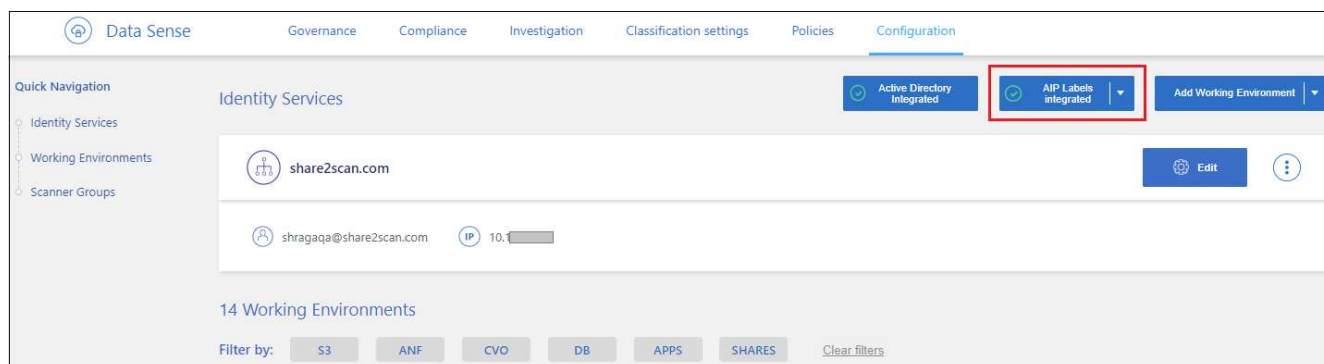 Data Sense
Governance
Compliance
Investigation
Classification settings
Policies
Configuration
Quick Navigation
Identity Services
Working Environments
Scanner Groups
Identity Services
Active Directory
Integrated
AIP Labels
integrated
Add Working Environment
share2scan.com
Edit
shragaqa@share2scan.com
IP
10.1
14 Working Environments
Filter by:
S3
ANF
CVO
DB
APPS
SHARES
Clear filters